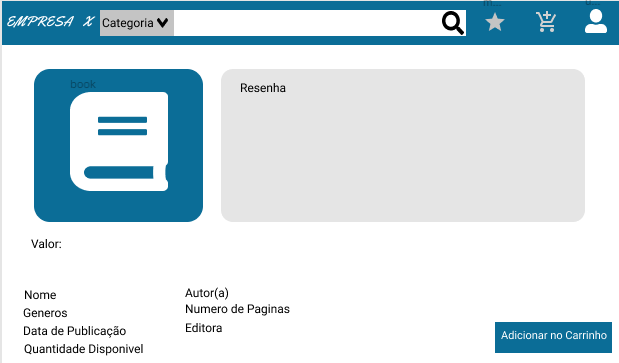 EMPRESA X
Categoria
book
Resenha
Valor:
Nome
Autor(a)
Generos
Numero de Paginas
Data de Publicação
Editora
Quantidade Disponivel
Adicionar no Carrinho